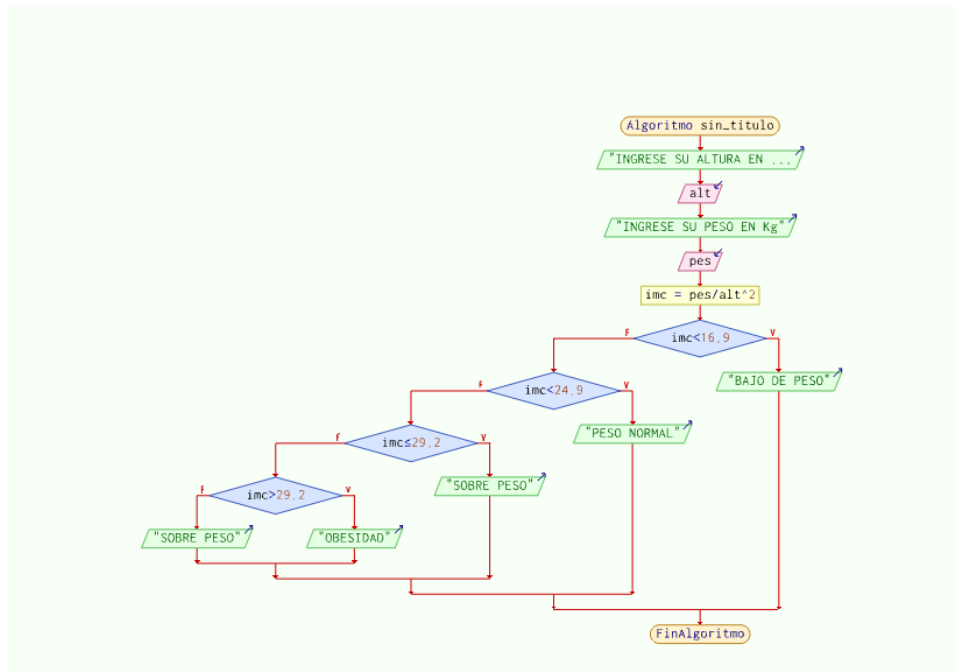 Algoritmo sin_titulo
"INGRESE SU ALTURA EN ...
alt
"INGRESE SU PESO EN Kg"
pes
imc = pes/alt^2
F imc<16.9 V
"BAJO DE PESO"
F imc<24.9 V
"PESO NORMAL"
F imc≤29.2 V
"SOBRE PESO"
F imc>29.2 V
"SOBRE PESO" "OBESIDAD"
FinAlgoritmo